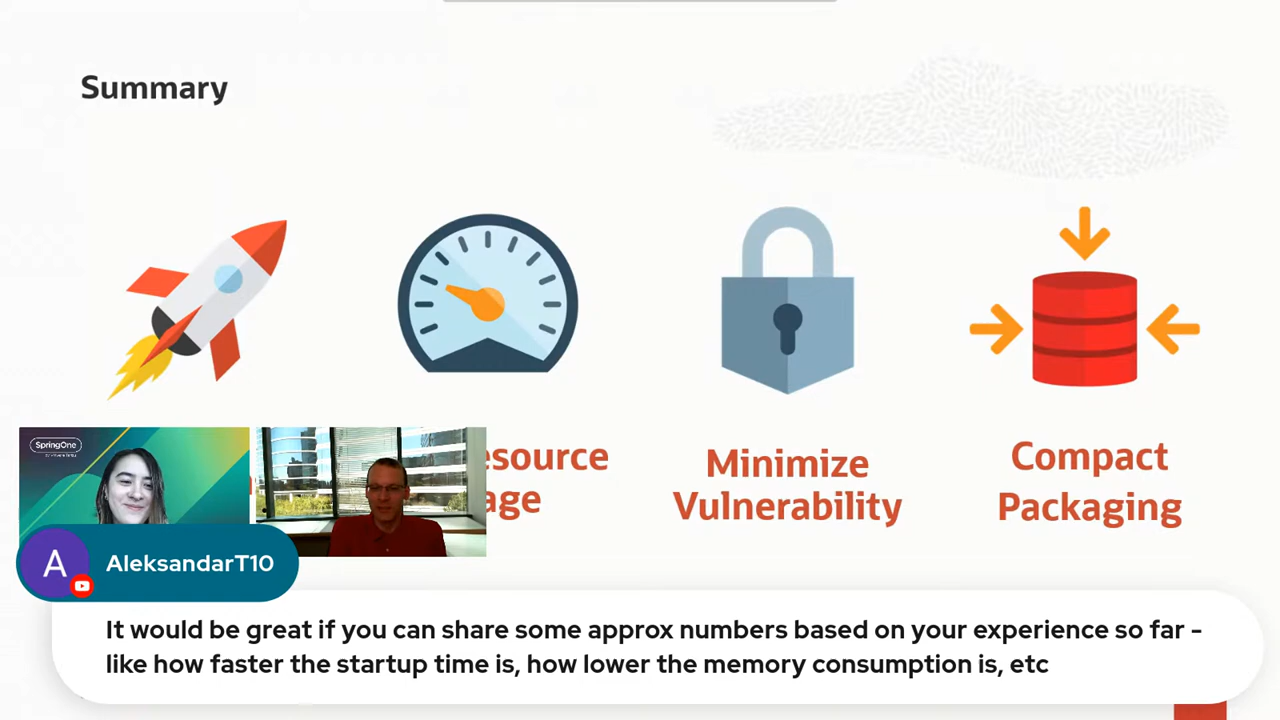 Summary
Minimize
Vulnerability
Compact
Packaging
SpringOne
A
AleksandarT10
It would be great if you can share some approx numbers based on your experience so far -
like how faster the startup time is, how lower the memory consumption is, etc